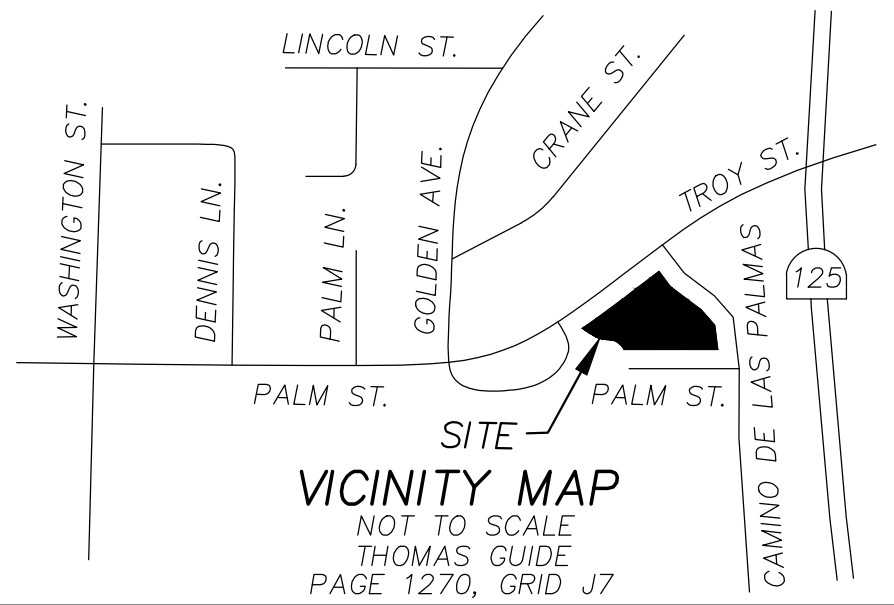 LINCOLN ST.
CRANE ST.
WASHINGTON ST.
DENNIS LN.
PALM LN.
GOLDEN AVE.
TROY ST.
125
CAMINO DE LAS PALMAS
PALM ST.
PALM ST.
SITE
VICINITY MAP
NOT TO SCALE
THOMAS GUIDE
PAGE 1270, GRID J7